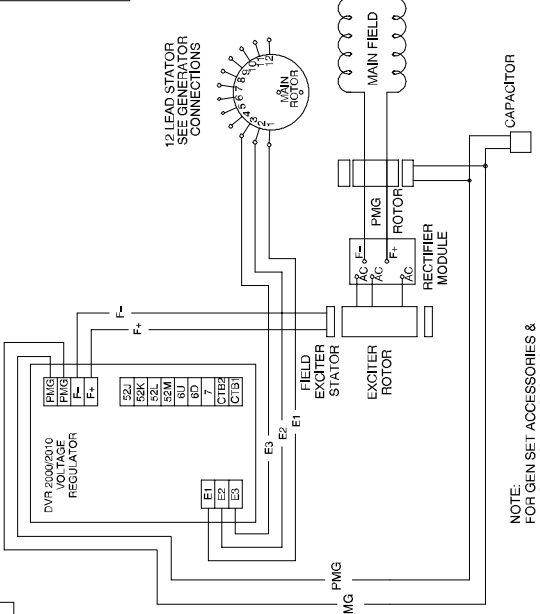 12 LEAD STATOR
SEE GENERATOR
CONNECTIONS
1
2
3
4
5
6
7
8
9
10
11
12
MAIN
ROTOR
MAIN FIELD
CAPACITOR
PMG
ROTOR
F-
F+
AC
AC
AC
RECTIFIER
MODULE
FIELD
EXCITER
STATOR
EXCITER
ROTOR
F-
F+
PMG
PMG
F-
F+
52J
52K
52L
52M
6U
6D
7
CTB2
CTB1
DVR 2000/2010
VOLTAGE
REGULATOR
E1
E2
E3
E3
E2
E1
PMG
MG
NOTE:
FOR GEN SET ACCESSORIES &